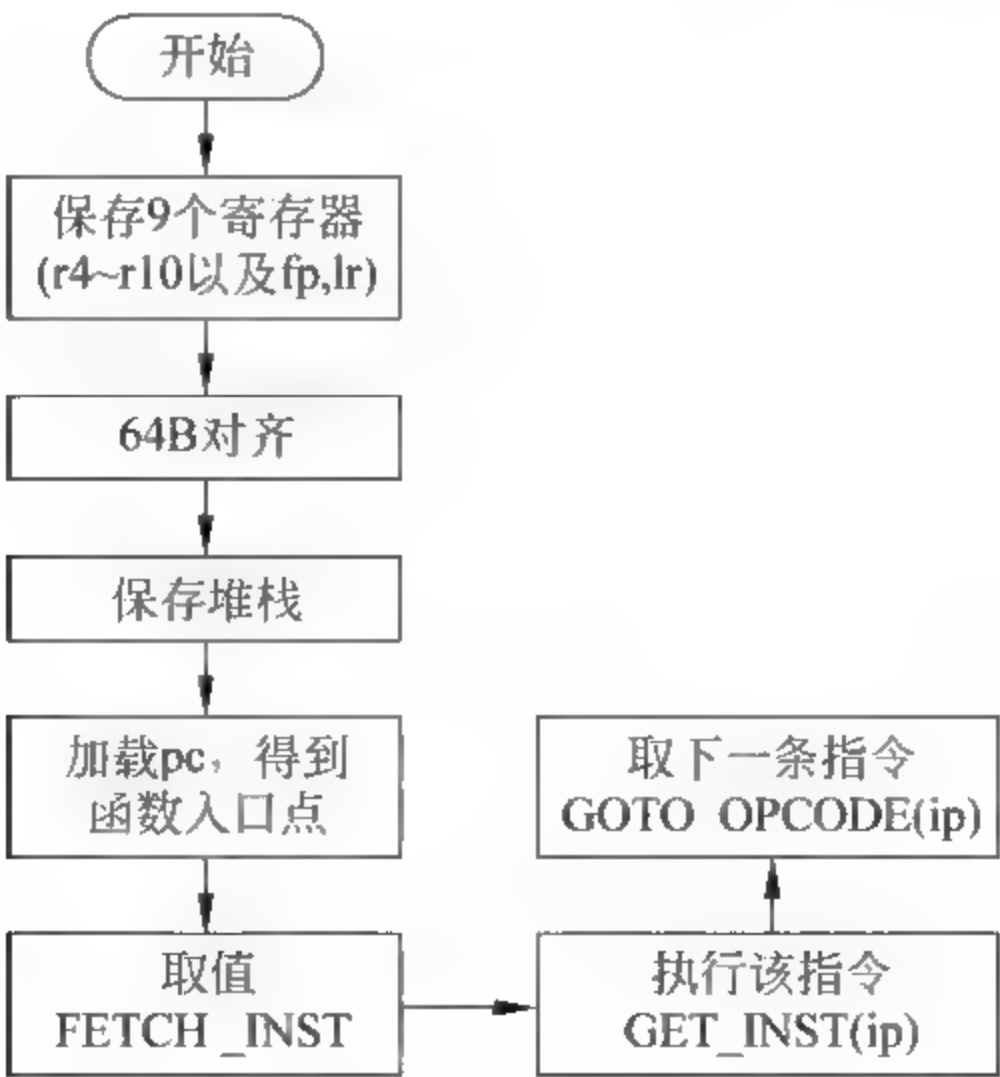 开始
保存9个寄存器
(r4~r10以及fp,lr)
64B对齐
保存堆栈
加载pc，得到
函数入口点
取值
FETCH _INST
执行该指令
GET_INST(ip)
取下一条指令
GOTO OPCODE(ip)